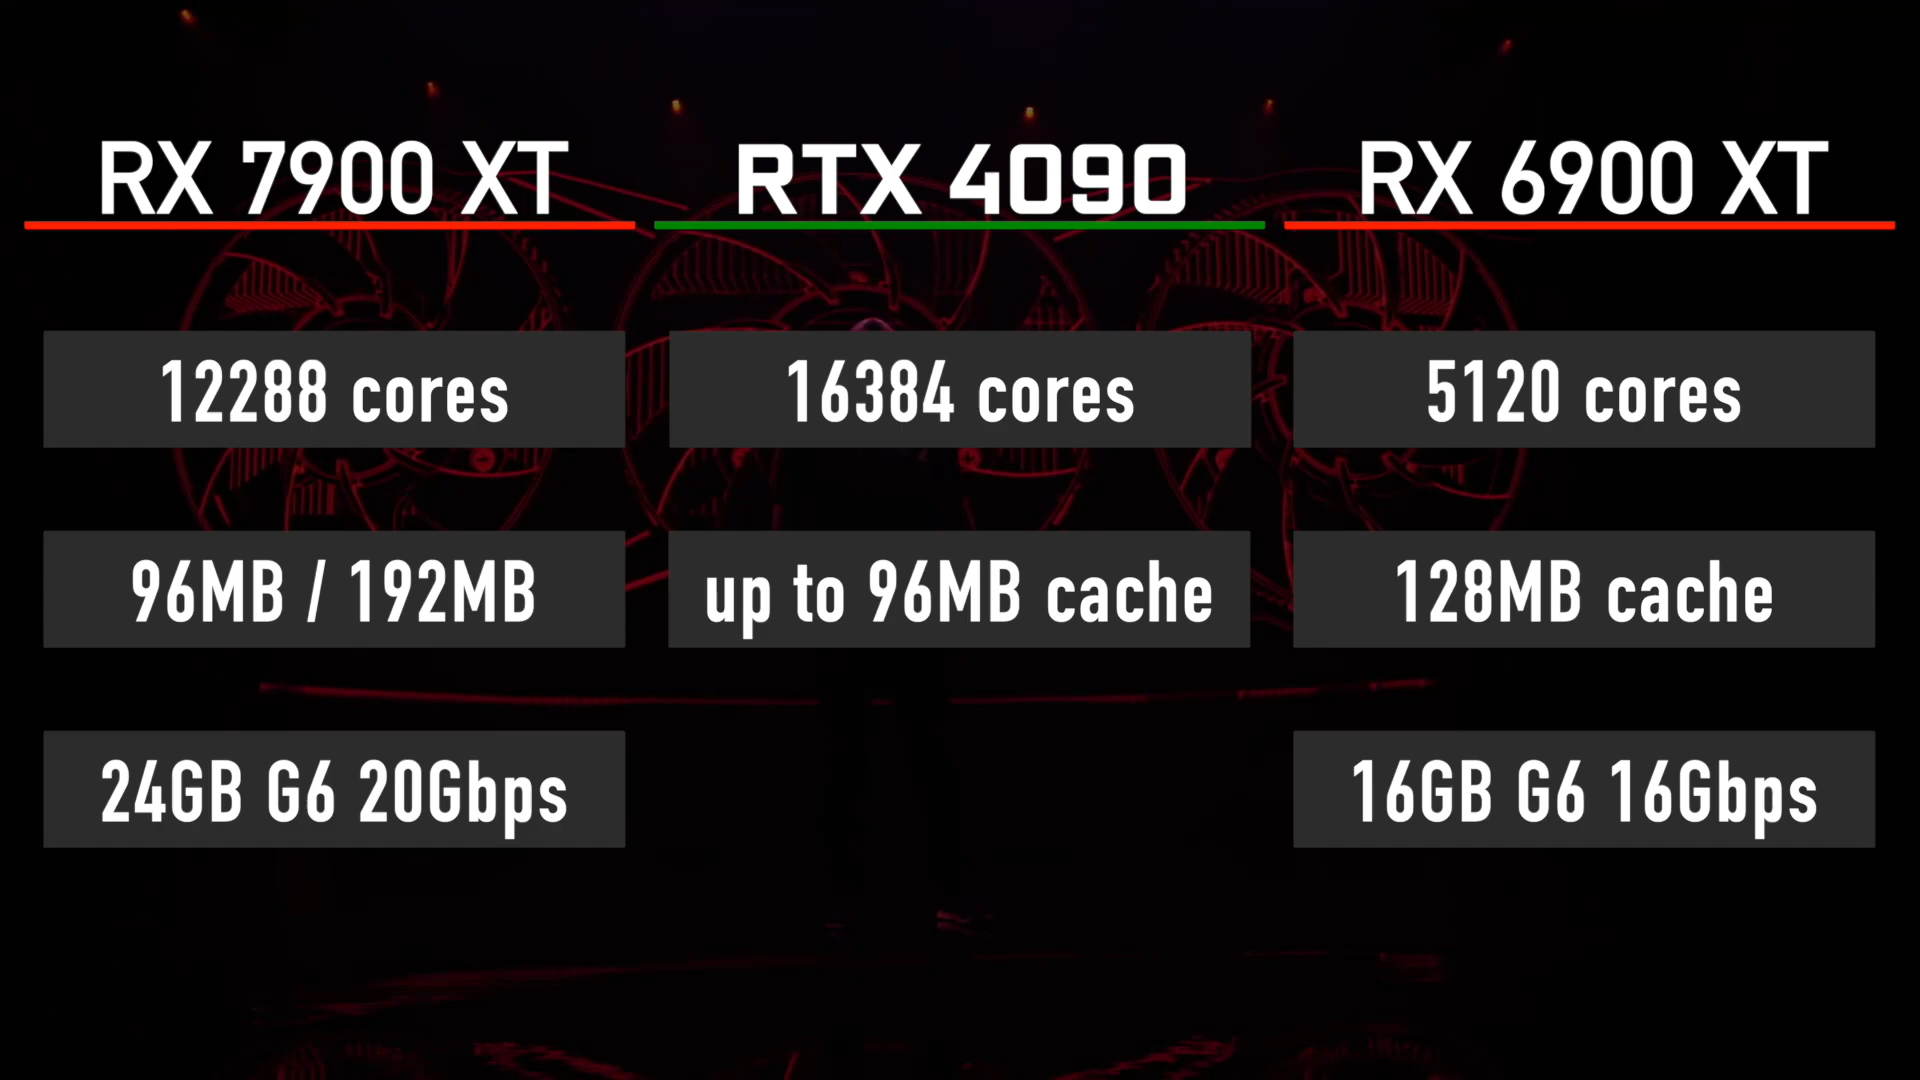 RX 7900 XT
RTX 4090
RX 6900 XT
12288 cores
16384 cores
5120 cores
96MB / 192MB
up to 96MB cache
128MB cache
24GB G6 20Gbps
16GB G6 16Gbps